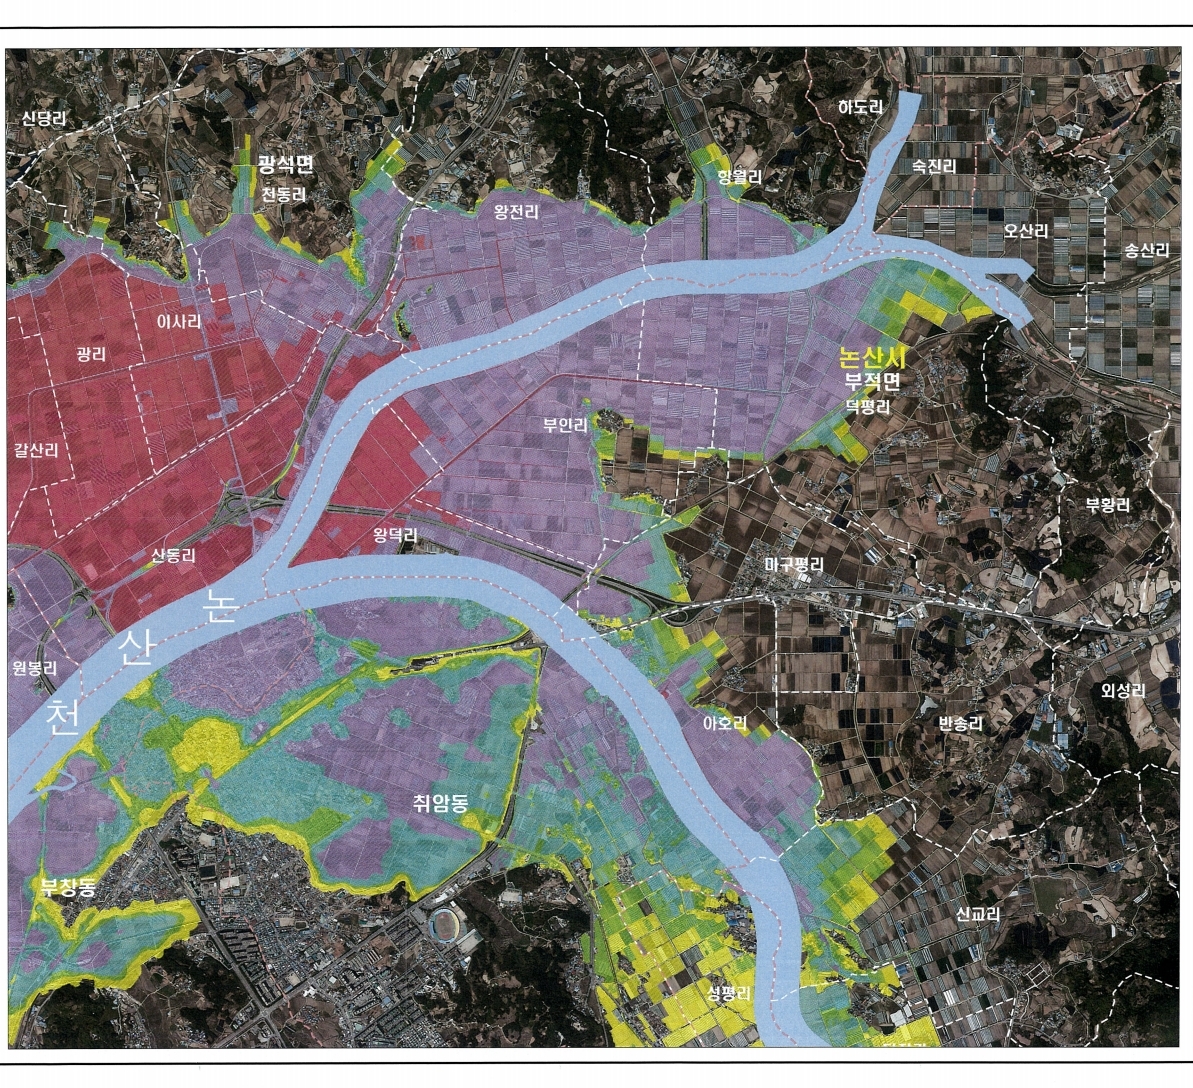 하도리
신당리
광석면
천동리
숙진리
항월리
왕전리
오산리
송산리
이사리
광리
논산시
부적면
덕평리
갈산리
부인리
부황리
왕덕리
산동리
마구평리
논
산
천
원봉리
외성리
아호리
반송리
취암동
부창동
신교리
성평리